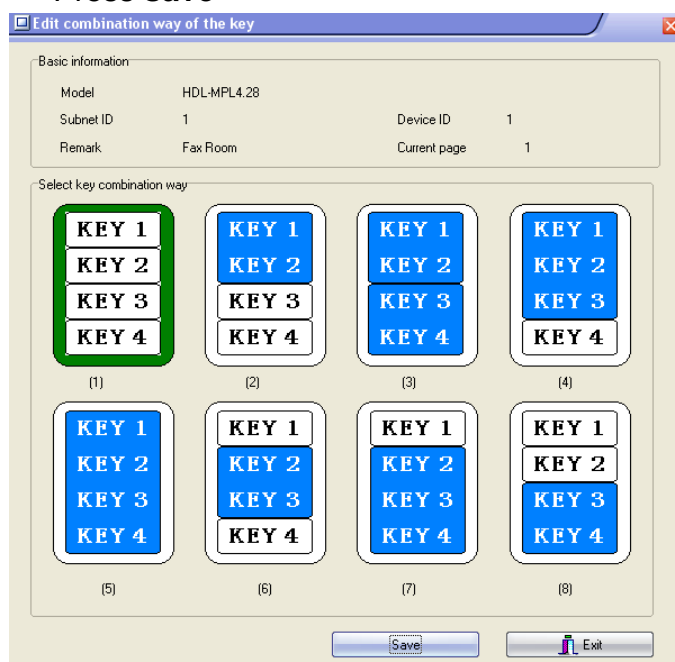 Press Save
Edit combination way of the key
Basic information
Model HDL-MPL4.28
Subnet ID 1 Device ID 1
Remark Fax Room Current page 1
Select key combination way
KEY 1 KEY 1 KEY 1 KEY 1
KEY 2 KEY 2 KEY 2 KEY 2
KEY 3 KEY 3 KEY 3 KEY 3
KEY 4 KEY 4 KEY 4 KEY 4
(1) (2) (3) (4)
KEY 1 KEY 1 KEY 1 KEY 1
KEY 2 KEY 2 KEY 2 KEY 2
KEY 3 KEY 3 KEY 3 KEY 3
KEY 4 KEY 4 KEY 4 KEY 4
(5) (6) (7) (8)
Save Exit